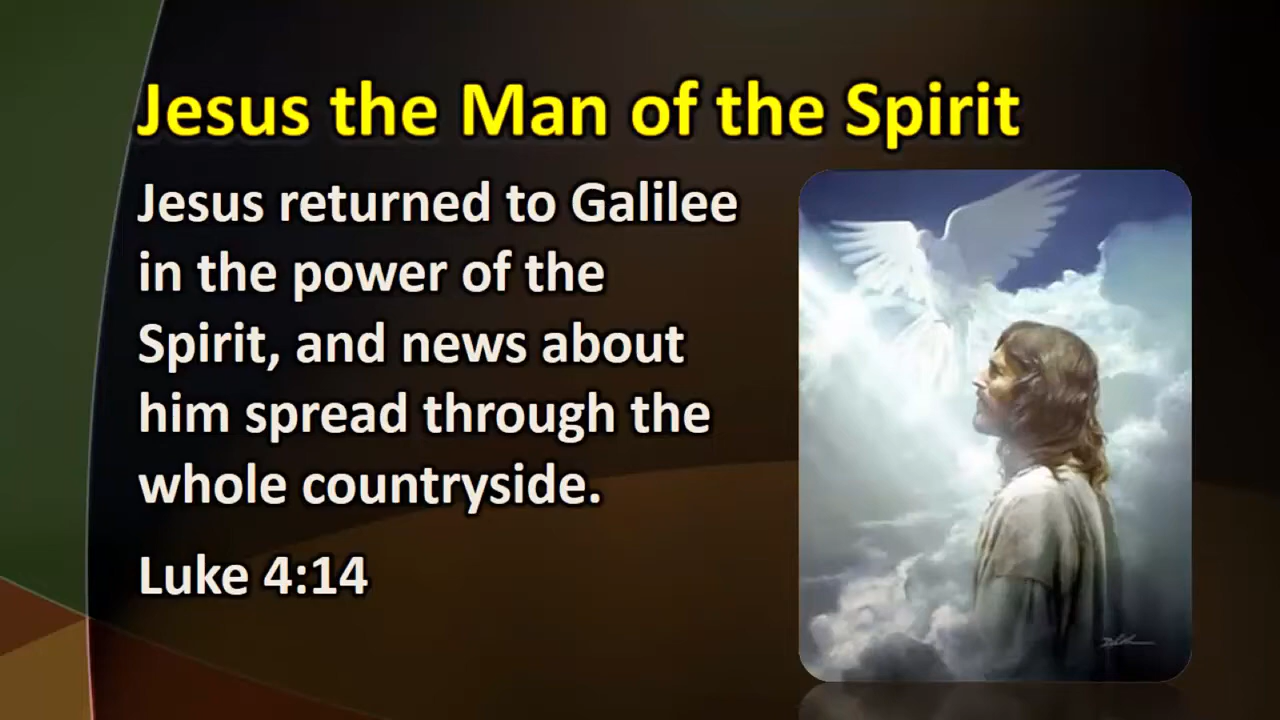 Jesus the Man of the Spirit
Jesus returned to Galilee
in the power of the
Spirit, and news about
him spread through the
whole countryside.
Luke 4:14